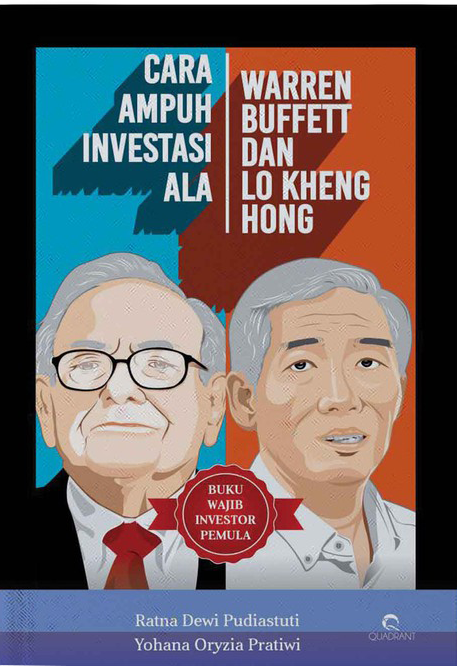 CARA
AMPUH
INVESTASI
ALA
WARREN
BUFFETT
DAN
LO KHENG
HONG
BUKU
WAJIB
INVESTOR
PEMULA
Ratna Dewi Pudiastuti
Yohana Oryzia Pratiwi
QUADRANT